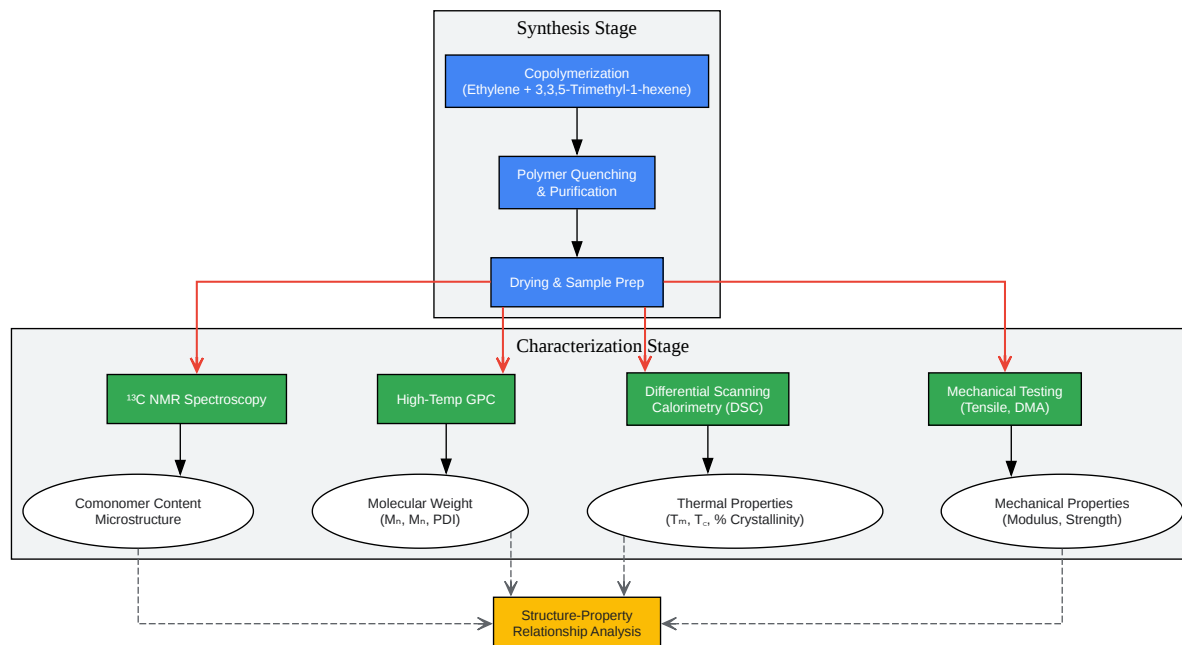 Synthesis Stage
Copolymerization
(Ethylene + 3,3,5-Trimethyl-1-hexene)
Polymer Quenching
& Purification
Drying & Sample Prep
Characterization Stage
¹³C NMR Spectroscopy
High-Temp GPC
Differential Scanning
Calorimetry (DSC)
Mechanical Testing
(Tensile, DMA)
Comonomer Content
Microstructure
Molecular Weight
(Mₙ, Mₙ, PDI)
Thermal Properties
(Tₘ, T꜀, % Crystallinity)
Mechanical Properties
(Modulus, Strength)
Structure-Property
Relationship Analysis